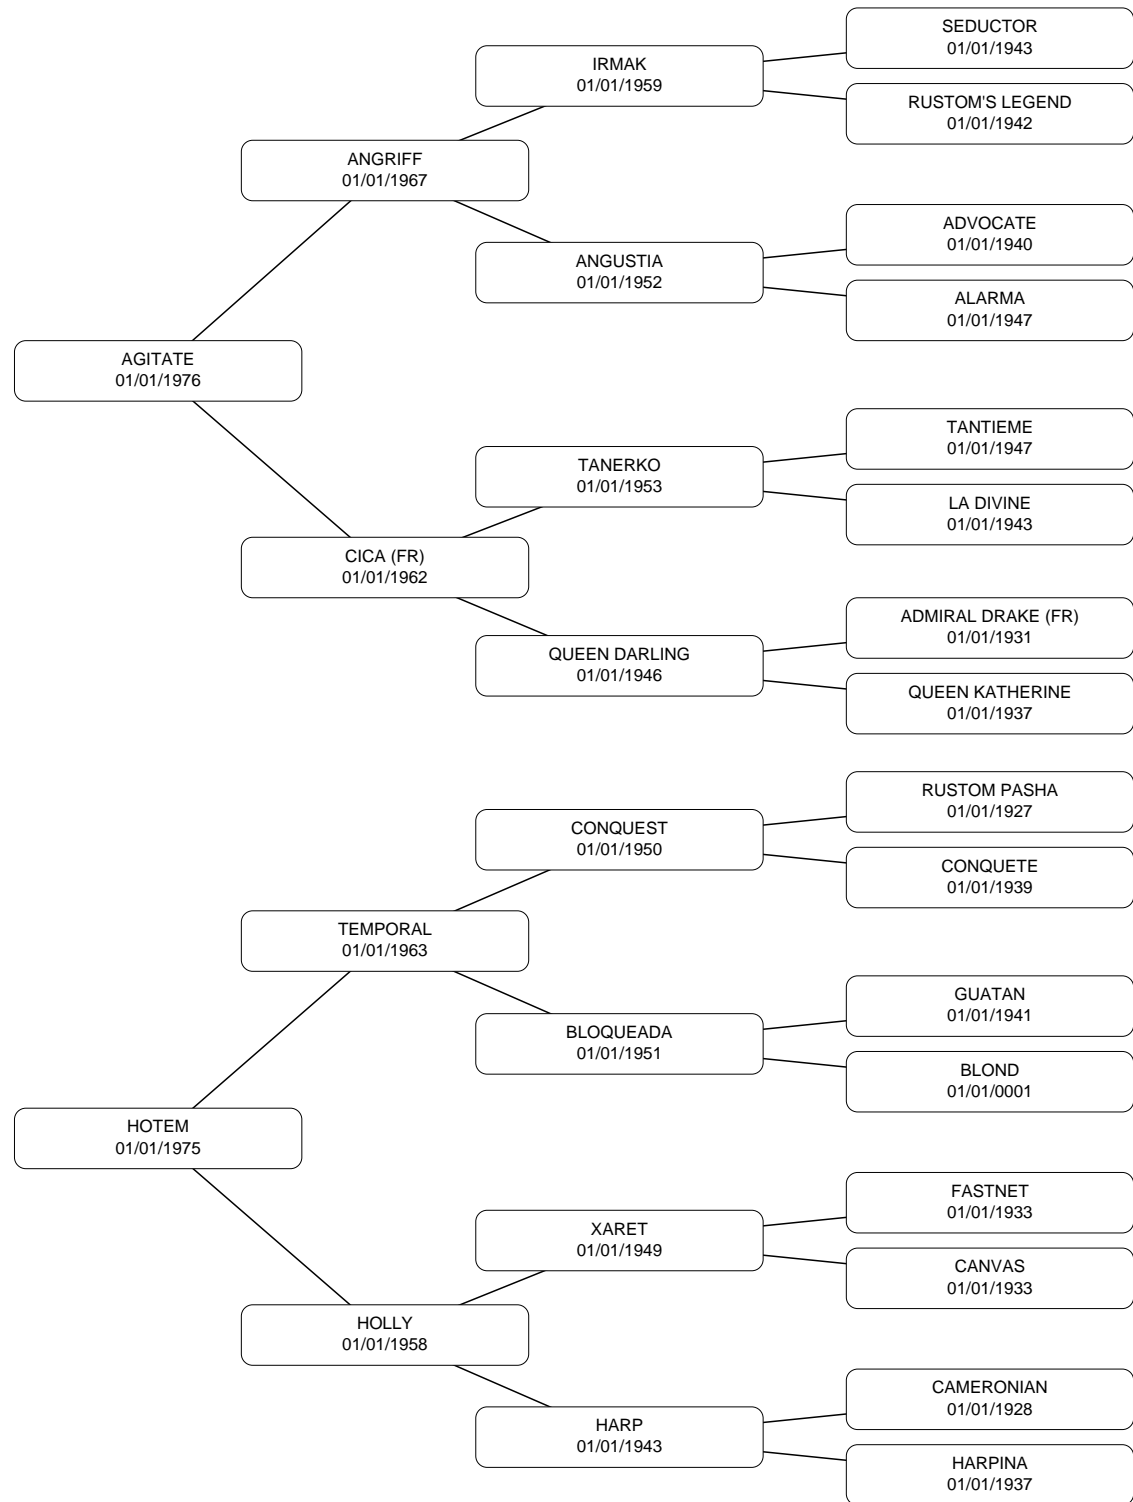 SEDUCTOR
01/01/1943
IRMAK
01/01/1959
RUSTOM'S LEGEND
01/01/1942
ANGRIFF
01/01/1967
ADVOCATE
01/01/1940
ANGUSTIA
01/01/1952
ALARMA
01/01/1947
AGITATE
01/01/1976
TANTIEME
01/01/1947
TANERKO
01/01/1953
LA DIVINE
01/01/1943
CICA (FR)
01/01/1962
ADMIRAL DRAKE (FR)
01/01/1931
QUEEN DARLING
01/01/1946
QUEEN KATHERINE
01/01/1937
RUSTOM PASHA
01/01/1927
CONQUEST
01/01/1950
CONQUETE
01/01/1939
TEMPORAL
01/01/1963
GUATAN
01/01/1941
BLOQUEADA
01/01/1951
BLOND
01/01/0001
HOTEM
01/01/1975
FASTNET
01/01/1933
XARET
01/01/1949
CANVAS
01/01/1933
HOLLY
01/01/1958
CAMERONIAN
01/01/1928
HARP
01/01/1943
HARPINA
01/01/1937